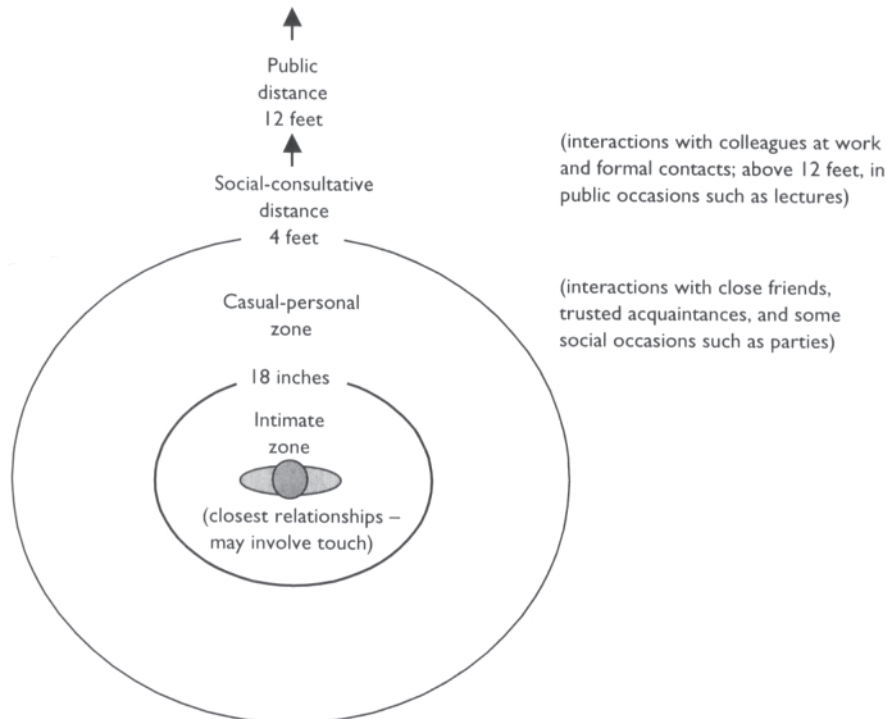 Public
distance
12 feet
Social-consultative
distance
4 feet
(interactions with colleagues at work
and formal contacts; above 12 feet, in
public occasions such as lectures)
Casual-personal
zone
(interactions with close friends,
trusted acquaintances, and some
social occasions such as parties)
18 inches
Intimate
zone
(closest relationships –
may involve touch)